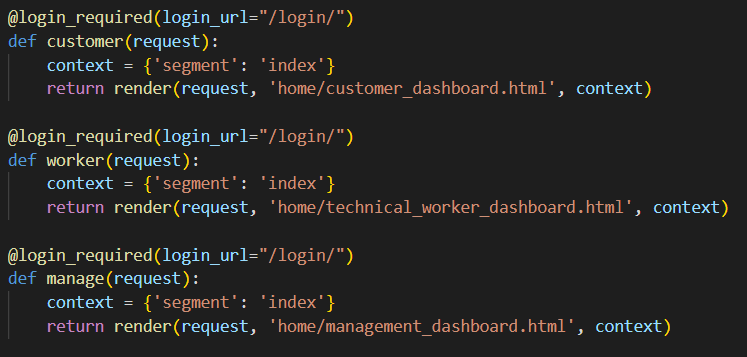 @login_required(login_url="/login/")
def customer(request):
    context = {'segment': 'index'}
    return render(request, 'home/customer_dashboard.html', context)
@login_required(login_url="/login/")
def worker(request):
    context = {'segment': 'index'}
    return render(request, 'home/technical_worker_dashboard.html', context)
@login_required(login_url="/login/")
def manage(request):
    context = {'segment': 'index'}
    return render(request, 'home/management_dashboard.html', context)